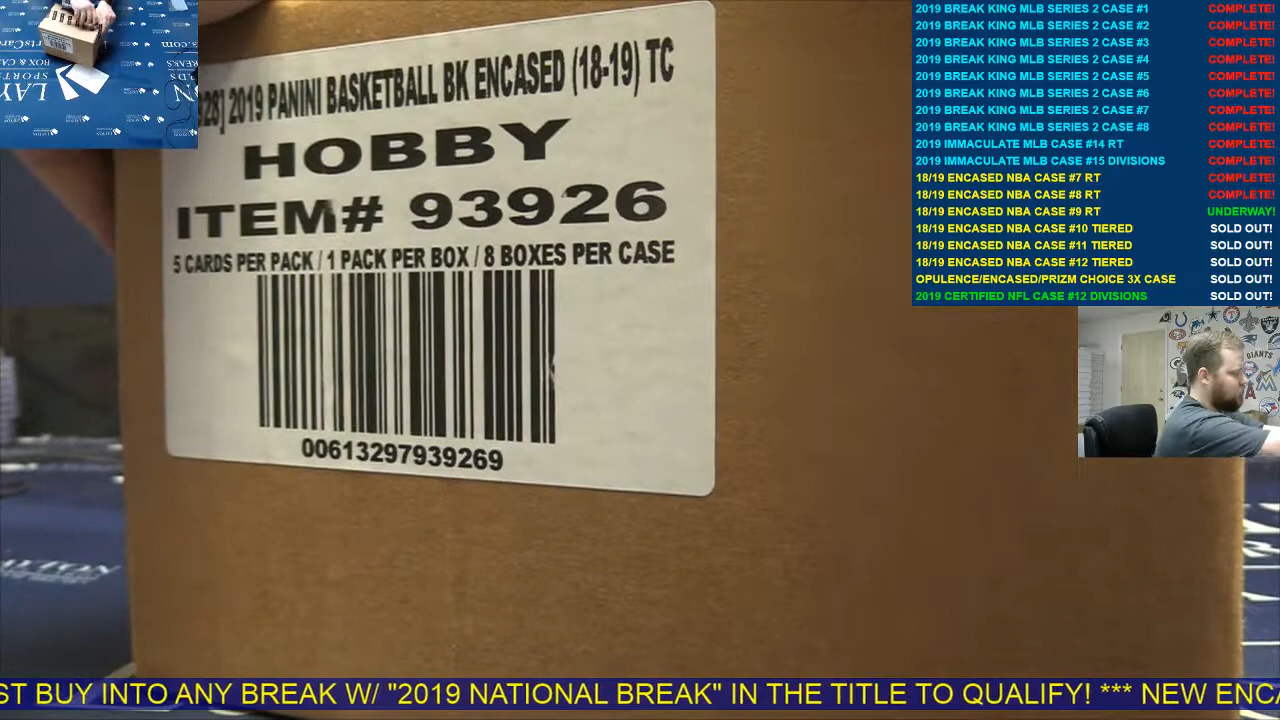 28] 2019 PANINI BASKETBALL BK ENCASED (18-19) TC
HOBBY
ITEM# 93926
5 CARDS PER PACK / 1 PACK PER BOX / 8 BOXES PER CASE
00613297939269
2019 BREAK KING MLB SERIES 2 CASE #1 COMPLETE!
2019 BREAK KING MLB SERIES 2 CASE #2 COMPLETE!
2019 BREAK KING MLB SERIES 2 CASE #3 COMPLETE!
2019 BREAK KING MLB SERIES 2 CASE #4 COMPLETE!
2019 BREAK KING MLB SERIES 2 CASE #5 COMPLETE!
2019 BREAK KING MLB SERIES 2 CASE #6 COMPLETE!
2019 BREAK KING MLB SERIES 2 CASE #7 COMPLETE!
2019 BREAK KING MLB SERIES 2 CASE #8 COMPLETE!
2019 IMMACULATE MLB CASE #14 RT COMPLETE!
2019 IMMACULATE MLB CASE #15 DIVISIONS COMPLETE!
18/19 ENCASED NBA CASE #7 RT COMPLETE!
18/19 ENCASED NBA CASE #8 RT COMPLETE!
18/19 ENCASED NBA CASE #9 RT UNDERWAY!
18/19 ENCASED NBA CASE #10 TIERED SOLD OUT!
18/19 ENCASED NBA CASE #11 TIERED SOLD OUT!
18/19 ENCASED NBA CASE #12 TIERED SOLD OUT!
OPULENCE/ENCASED/PRIZM CHOICE 3X CASE SOLD OUT!
2019 CERTIFIED NFL CASE #12 DIVISIONS SOLD OUT!
GIANTS
ST BUY INTO ANY BREAK W/ "2019 NATIONAL BREAK" IN THE TITLE TO QUALIFY! *** NEW ENCA